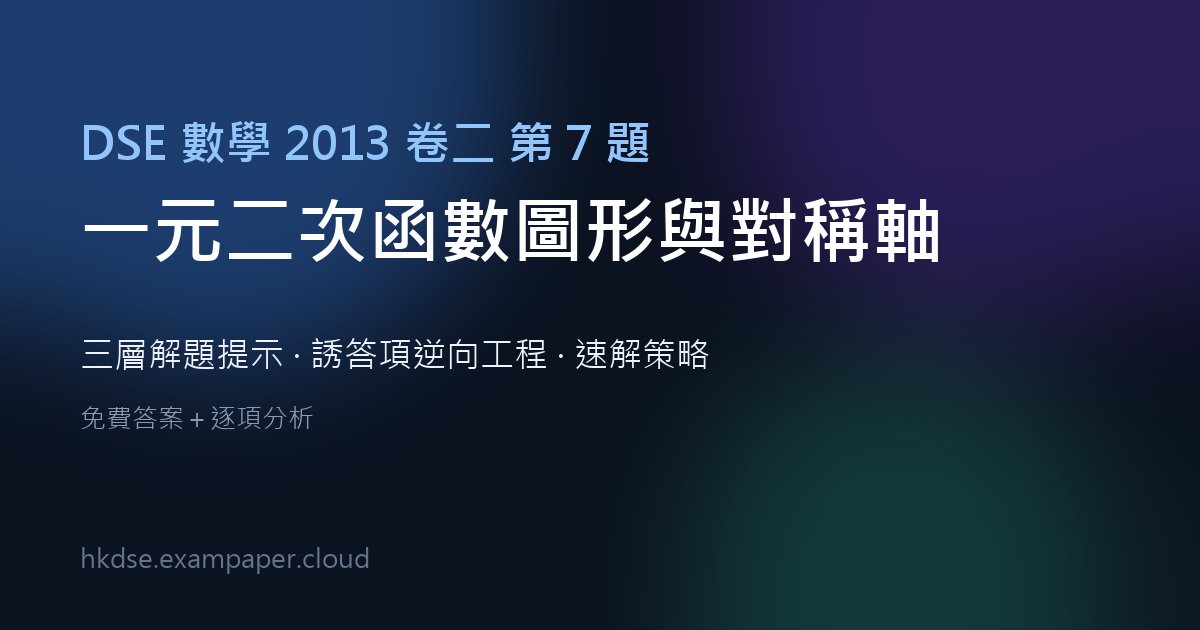 DSE 數學 2013 卷二 第 7 題
一元二次函數圖形與對稱軸
三層解題提示 · 誘答項逆向工程 · 速解策略
免費答案 + 逐項分析
hkdse.exampaper.cloud